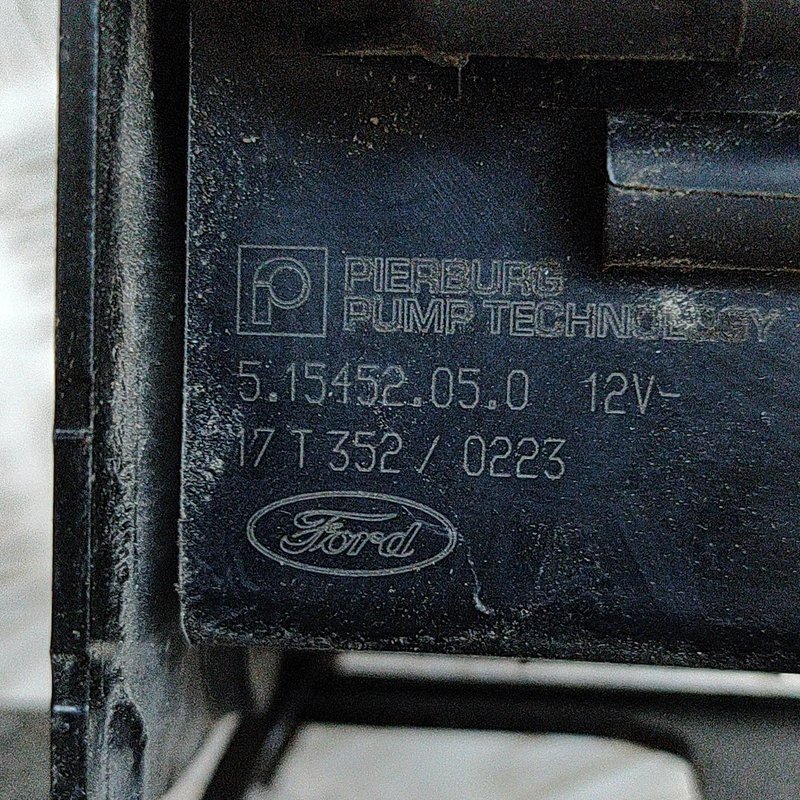 PIERBURG
PUMP TECHNOLOGY
5.15452.05.0 12V-
17 T 352 / 0223
Ford